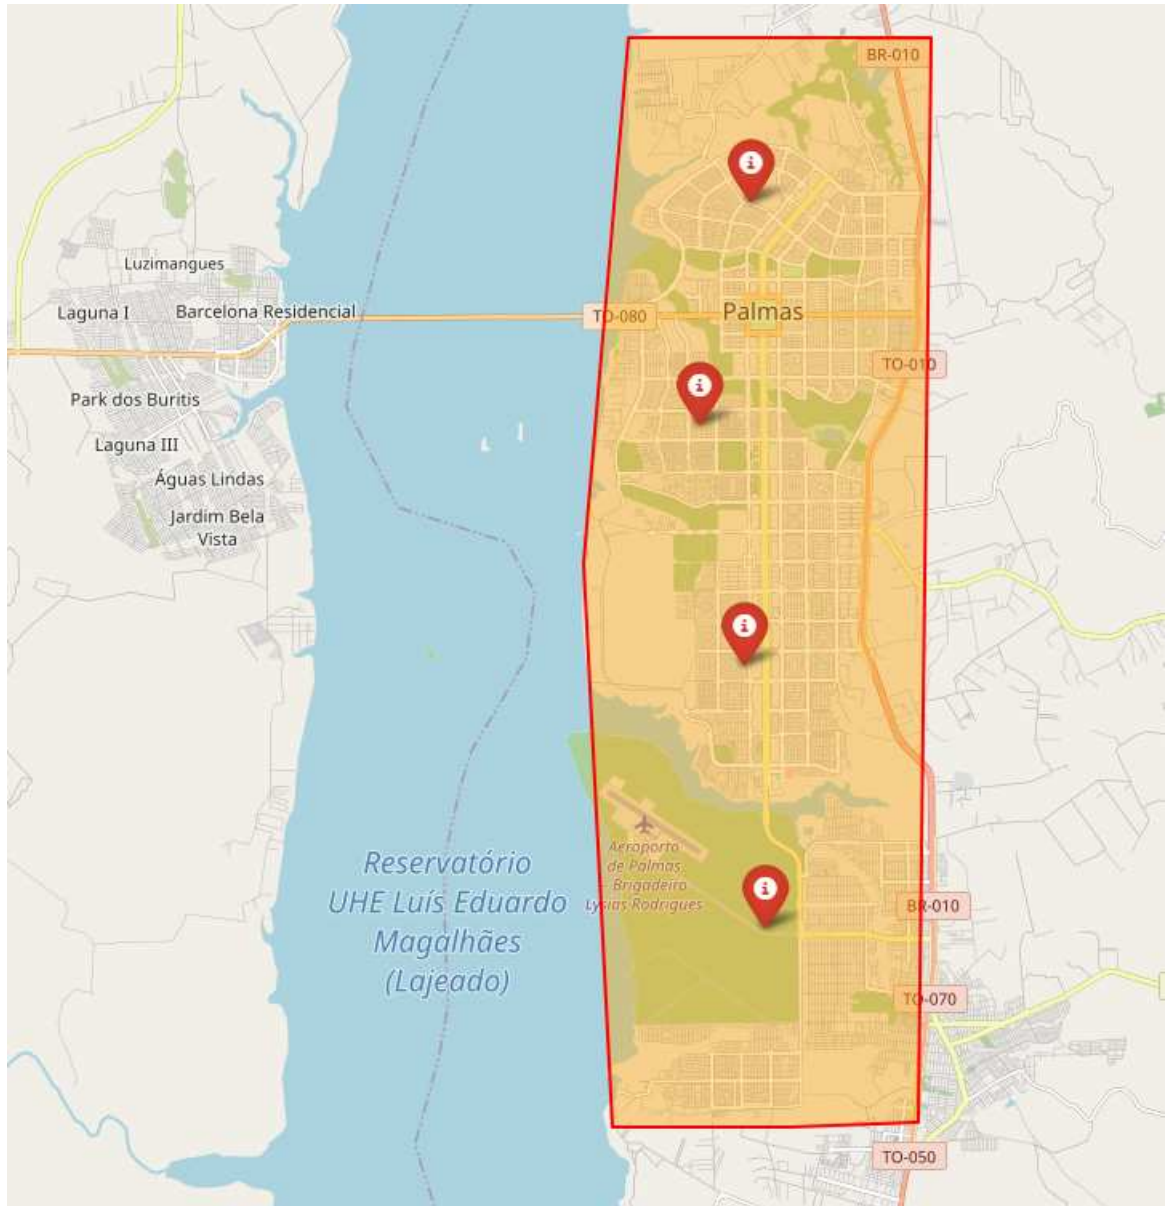 BR-010
Luzimangues
Laguna I
Barcelona Residencial
TO-080
Palmas
TO-010
Park dos Buritis
Laguna III
Águas Lindas
Jardim Bela
Vista
Aeroporto
de Palmas
- Brigadeiro
Lysias Rodrigues
Reservatório
UHE Luís Eduardo
Magalhães
(Lajeado)
BR-010
TO-070
TO-050